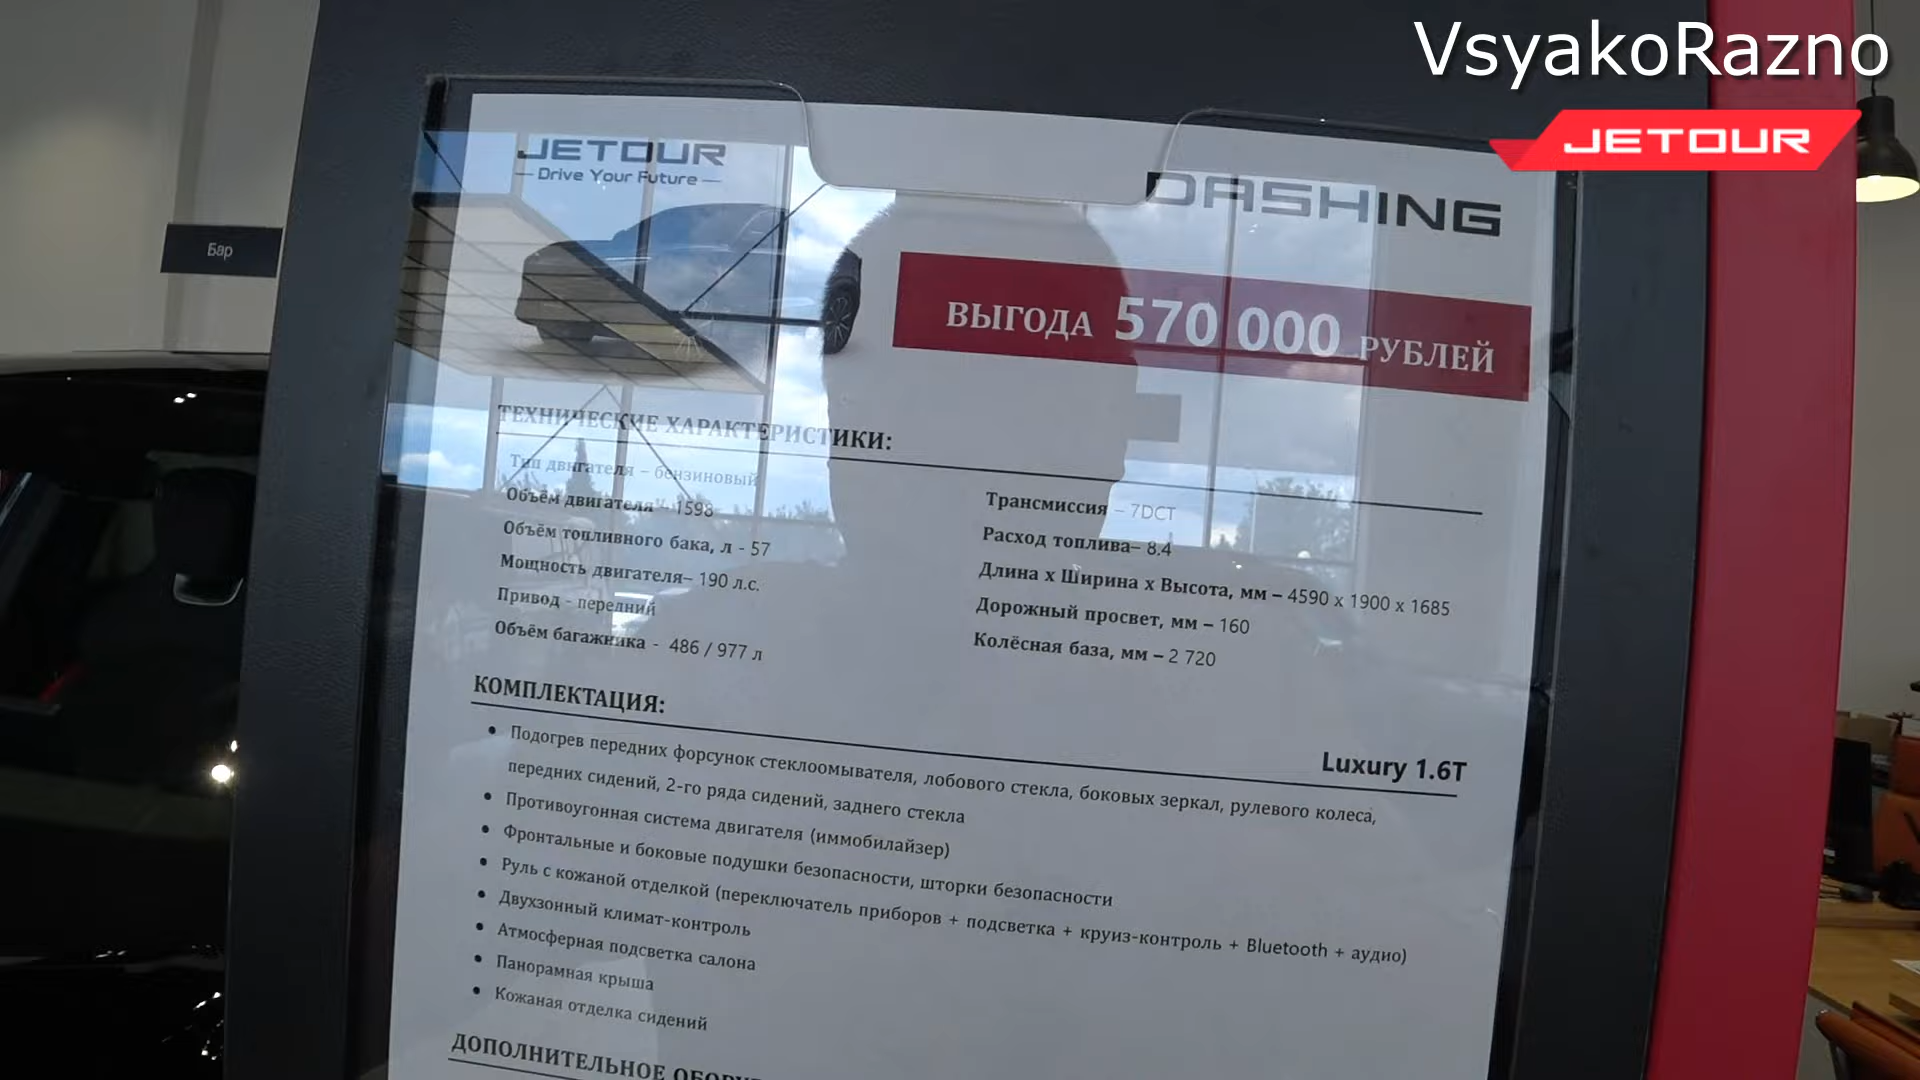 VsyakoRazno
JETOUR
Бар
JETOUR
— Drive Your Future —
DASHING
ВЫГОДА 570 000 РУБЛЕЙ
ТЕХНИЧЕСКИЕ ХАРАКТЕРИСТИКИ:
Тип двигателя – бензиновый
Объём двигателя – 1598
Объём топливного бака, л - 57
Мощность двигателя– 190 л.с.
Привод - передний
Объём багажника - 486 / 977 л
Трансмиссия – 7DCT
Расход топлива– 8.4
Длина х Ширина х Высота, мм – 4590 х 1900 х 1685
Дорожный просвет, мм – 160
Колёсная база, мм – 2 720
КОМПЛЕКТАЦИЯ:
Luxury 1.6T
• Подогрев передних форсунок стеклоомывателя, лобового стекла, боковых зеркал, рулевого колеса,
передних сидений, 2-го ряда сидений, заднего стекла
• Противоугонная система двигателя (иммобилайзер)
• Фронтальные и боковые подушки безопасности, шторки безопасности
• Руль с кожаной отделкой (переключатель приборов + подсветка + круиз-контроль + Bluetooth + аудио)
• Двухзонный климат-контроль
• Атмосферная подсветка салона
• Панорамная крыша
• Кожаная отделка сидений
ДОПОЛНИТЕЛЬНОЕ